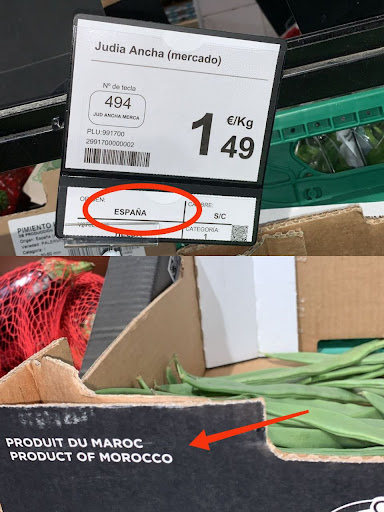 Judia Ancha (mercado)
Nº de tecla
494
JUD ANCHA MERCA
PLU:991700
2991700000002
1 49
€/Kg
ESPAÑA
S/C
CATEGORIA
1
PIMIENTO
Origen: España
PRODUIT DU MAROC
PRODUCT OF MOROCCO